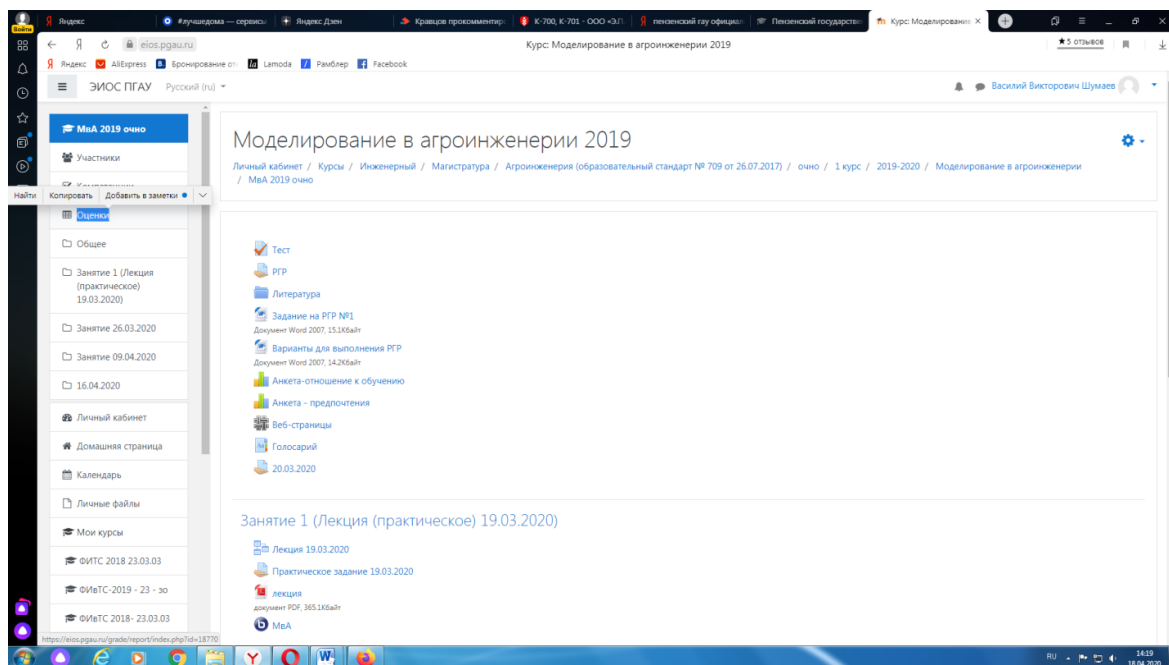 Войти
Яндекс
#лучшедома — сервисы
Яндекс Дзен
Кравцов прокомментиро
К-700, К-701 - ООО «Э.П.
пензенский гау официал
Пензенский государстве
Курс: Моделирование
eios.pgau.ru
Курс: Моделирование в агроинженерии 2019
★ 5 отзывов
Яндекс
AliExpress
Бронирование оте
Lamoda
Рамблер
Facebook
ЭИОС ПГАУ
Русский (ru)
Василий Викторович Шумаев
МвА 2019 очно
Участники
Найти
Копировать
Добавить в заметки
Оценки
Общее
Занятие 1 (Лекция
(практическое)
19.03.2020)
Занятие 26.03.2020
Занятие 09.04.2020
16.04.2020
Личный кабинет
Домашняя страница
Календарь
Личные файлы
Мои курсы
ФИТС 2018 23.03.03
ФИвТС-2019 - 23 - зо
ФИвТС 2018- 23.03.03
https://eios.pgau.ru/grade/report/index.php?id=18770
Моделирование в агроинженерии 2019
Личный кабинет / Курсы / Инженерный / Магистратура / Агроинженерия (образовательный стандарт № 709 от 26.07.2017) / очно / 1 курс / 2019-2020 / Моделирование в агроинженерии
/ МвА 2019 очно
Тест
РГР
Литература
Задание на РГР №1
Документ Word 2007, 15.1Кбайт
Варианты для выполнения РГР
Документ Word 2007, 14.2Кбайт
Анкета-отношение к обучению
Анкета - предпочтения
Веб-страницы
Голосарий
20.03.2020
Занятие 1 (Лекция (практическое) 19.03.2020)
Лекция 19.03.2020
Практическое задание 19.03.2020
лекция
документ PDF, 365.1Кбайт
МвА
RU
14:19
18.04.2020